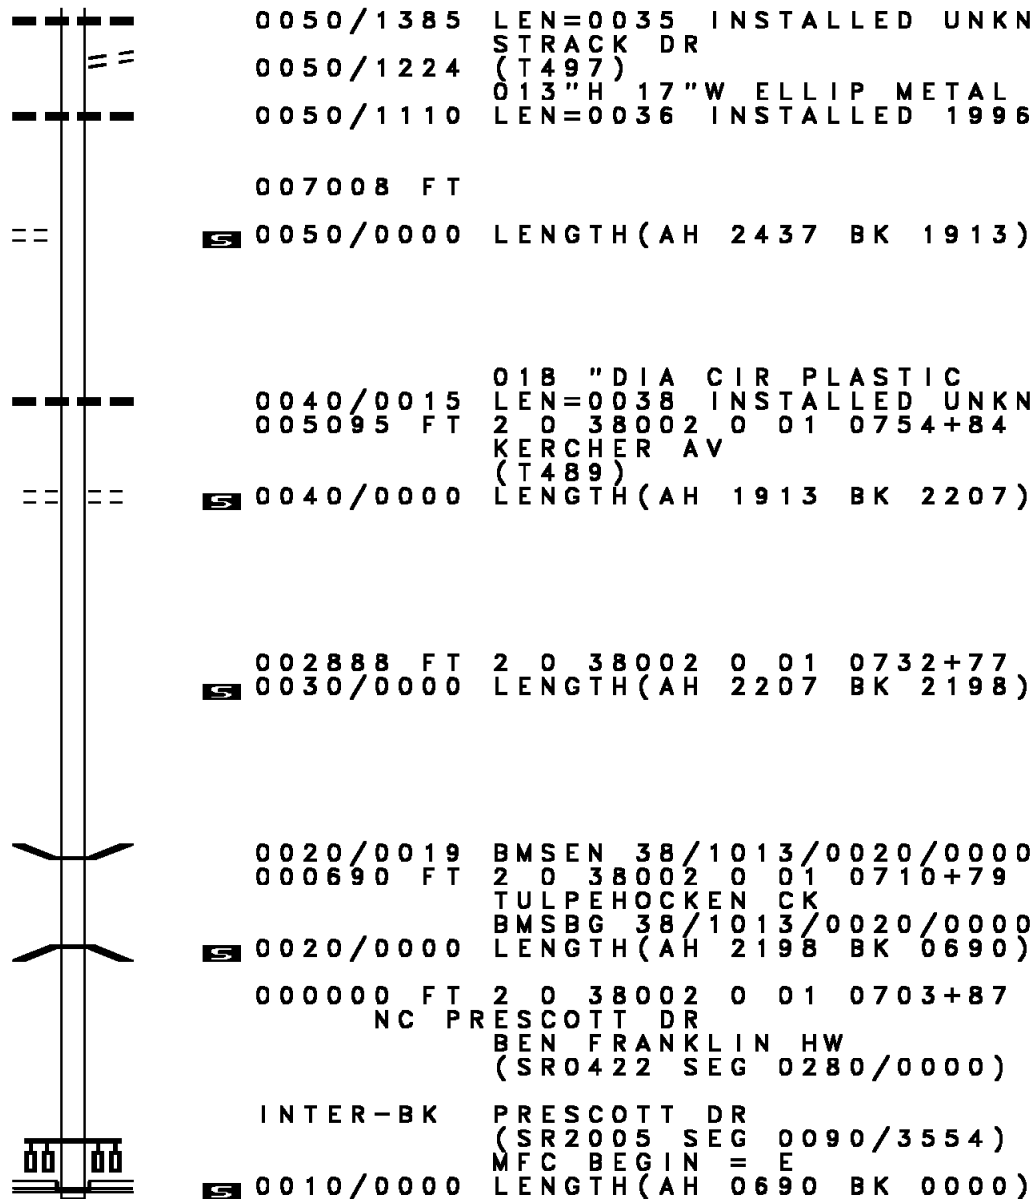 0050/1385 LEN=0035 INSTALLED UNKN
STRACK DR
0050/1224 (T497)
013"H 17"W ELLIP METAL
0050/1110 LEN=0036 INSTALLED 1996
007008 FT
S 0050/0000 LENGTH(AH 2437 BK 1913)
018 "DIA CIR PLASTIC
0040/0015 LEN=0038 INSTALLED UNKN
005095 FT 2 0 38002 0 01 0754+84
KERCHER AV
(T489)
S 0040/0000 LENGTH(AH 1913 BK 2207)
002888 FT 2 0 38002 0 01 0732+77
S 0030/0000 LENGTH(AH 2207 BK 2198)
0020/0019 BMSEN 38/1013/0020/0000
000690 FT 2 0 38002 0 01 0710+79
TULPEHOCKEN CK
BMSBG 38/1013/0020/0000
S 0020/0000 LENGTH(AH 2198 BK 0690)
000000 FT 2 0 38002 0 01 0703+87
NC PRESCOTT DR
BEN FRANKLIN HW
(SR0422 SEG 0280/0000)
INTER-BK PRESCOTT DR
(SR2005 SEG 0090/3554)
MFC BEGIN = E
S 0010/0000 LENGTH(AH 0690 BK 0000)